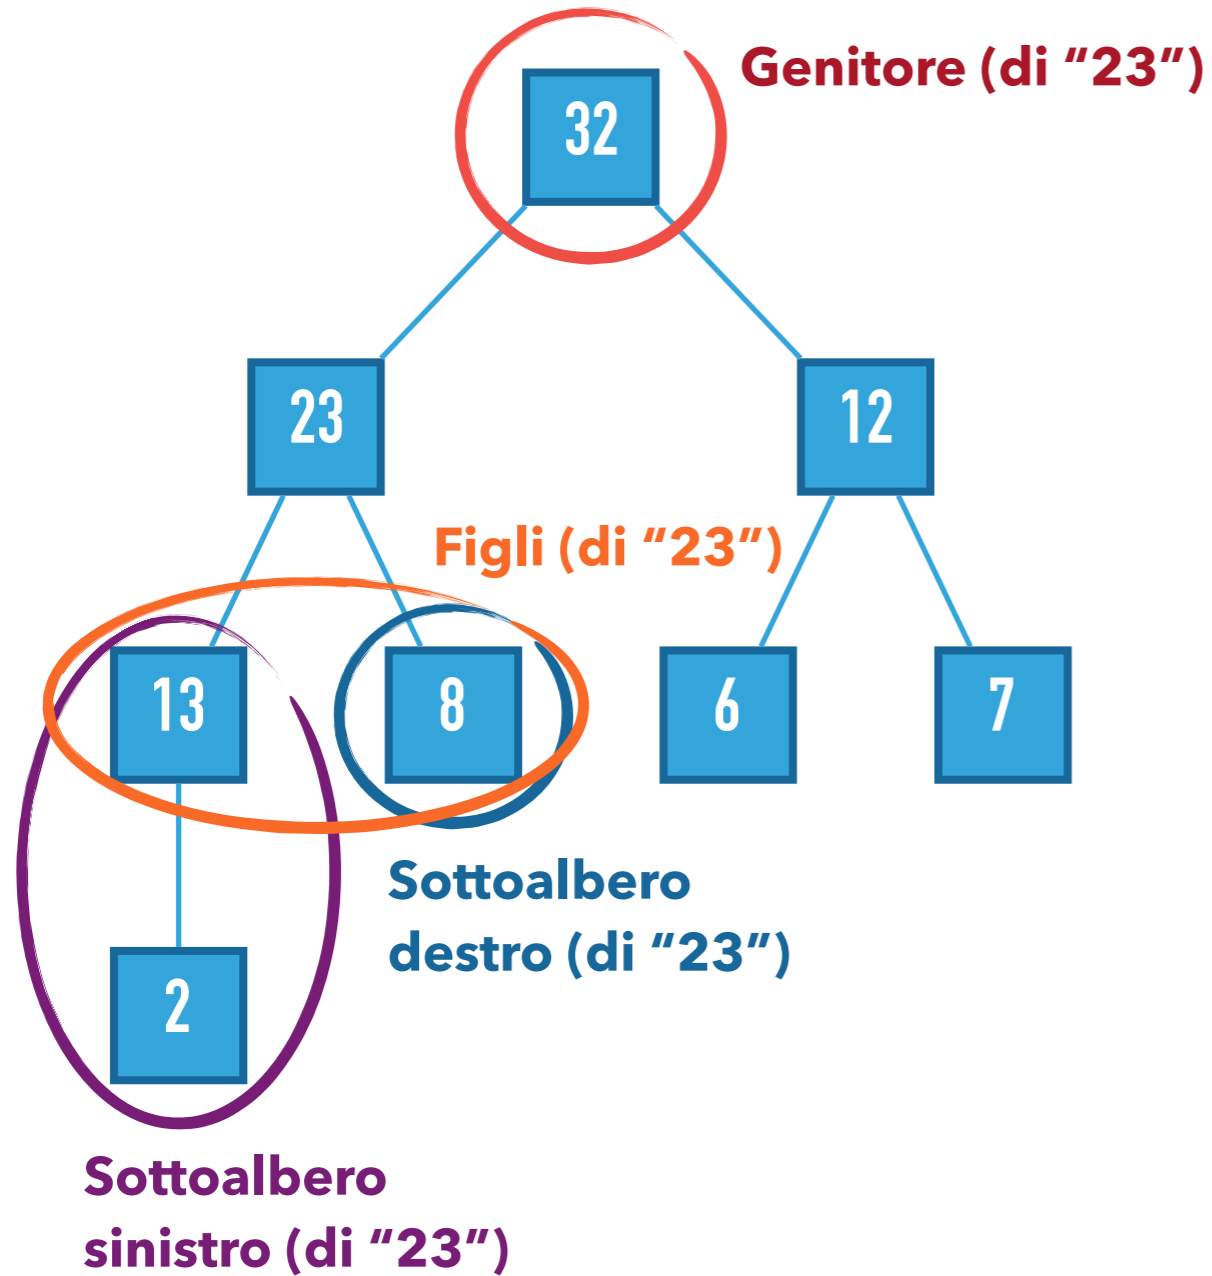 Genitore (di “23”)
32
23
12
Figli (di “23”)
13
8
6
7
Sottoalbero
destro (di “23”)
2
Sottoalbero
sinistro (di “23”)